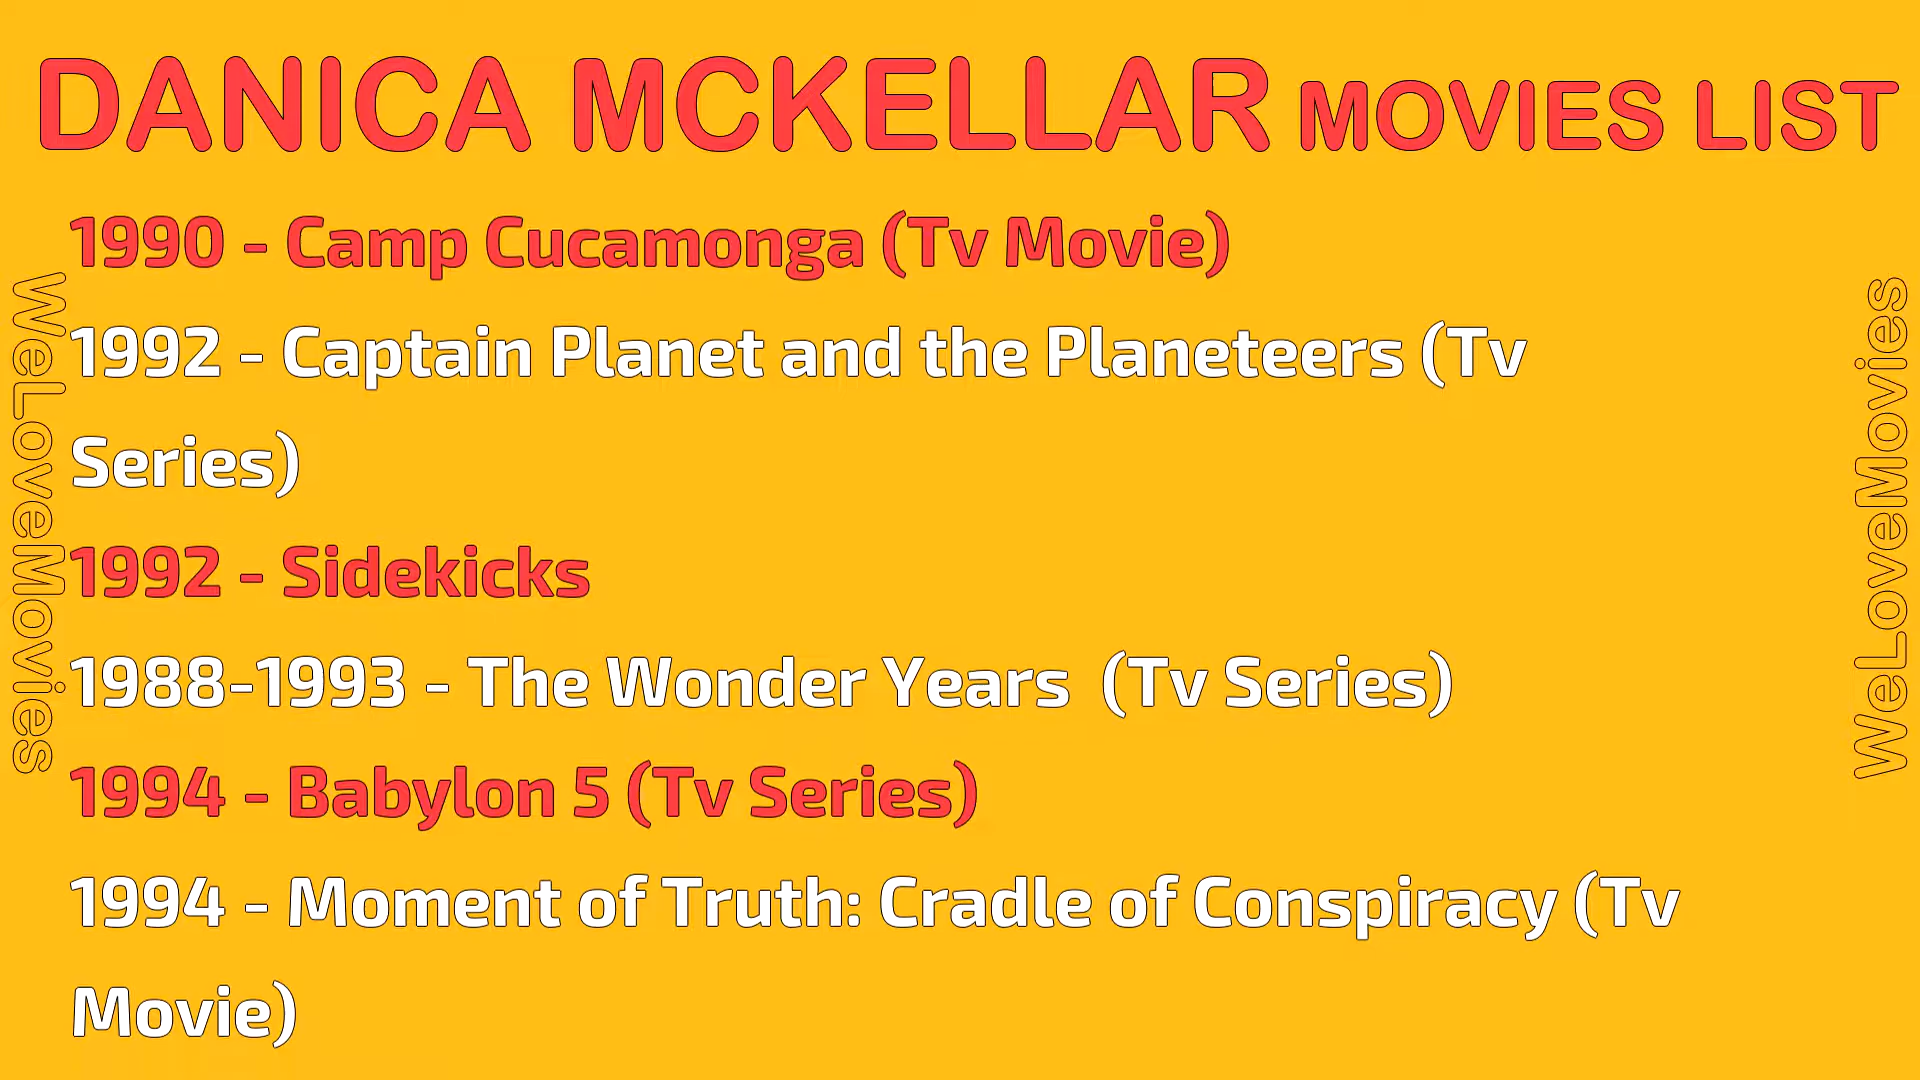 DANICA MCKELLAR MOVIES LIST
1990 - Camp Cucamonga (Tv Movie)
1992 - Captain Planet and the Planeteers (Tv
Series)
1992 - Sidekicks
1988-1993 - The Wonder Years  (Tv Series)
1994 - Babylon 5 (Tv Series)
1994 - Moment of Truth: Cradle of Conspiracy (Tv
Movie)
WeLoveMovies
WeLoveMovies